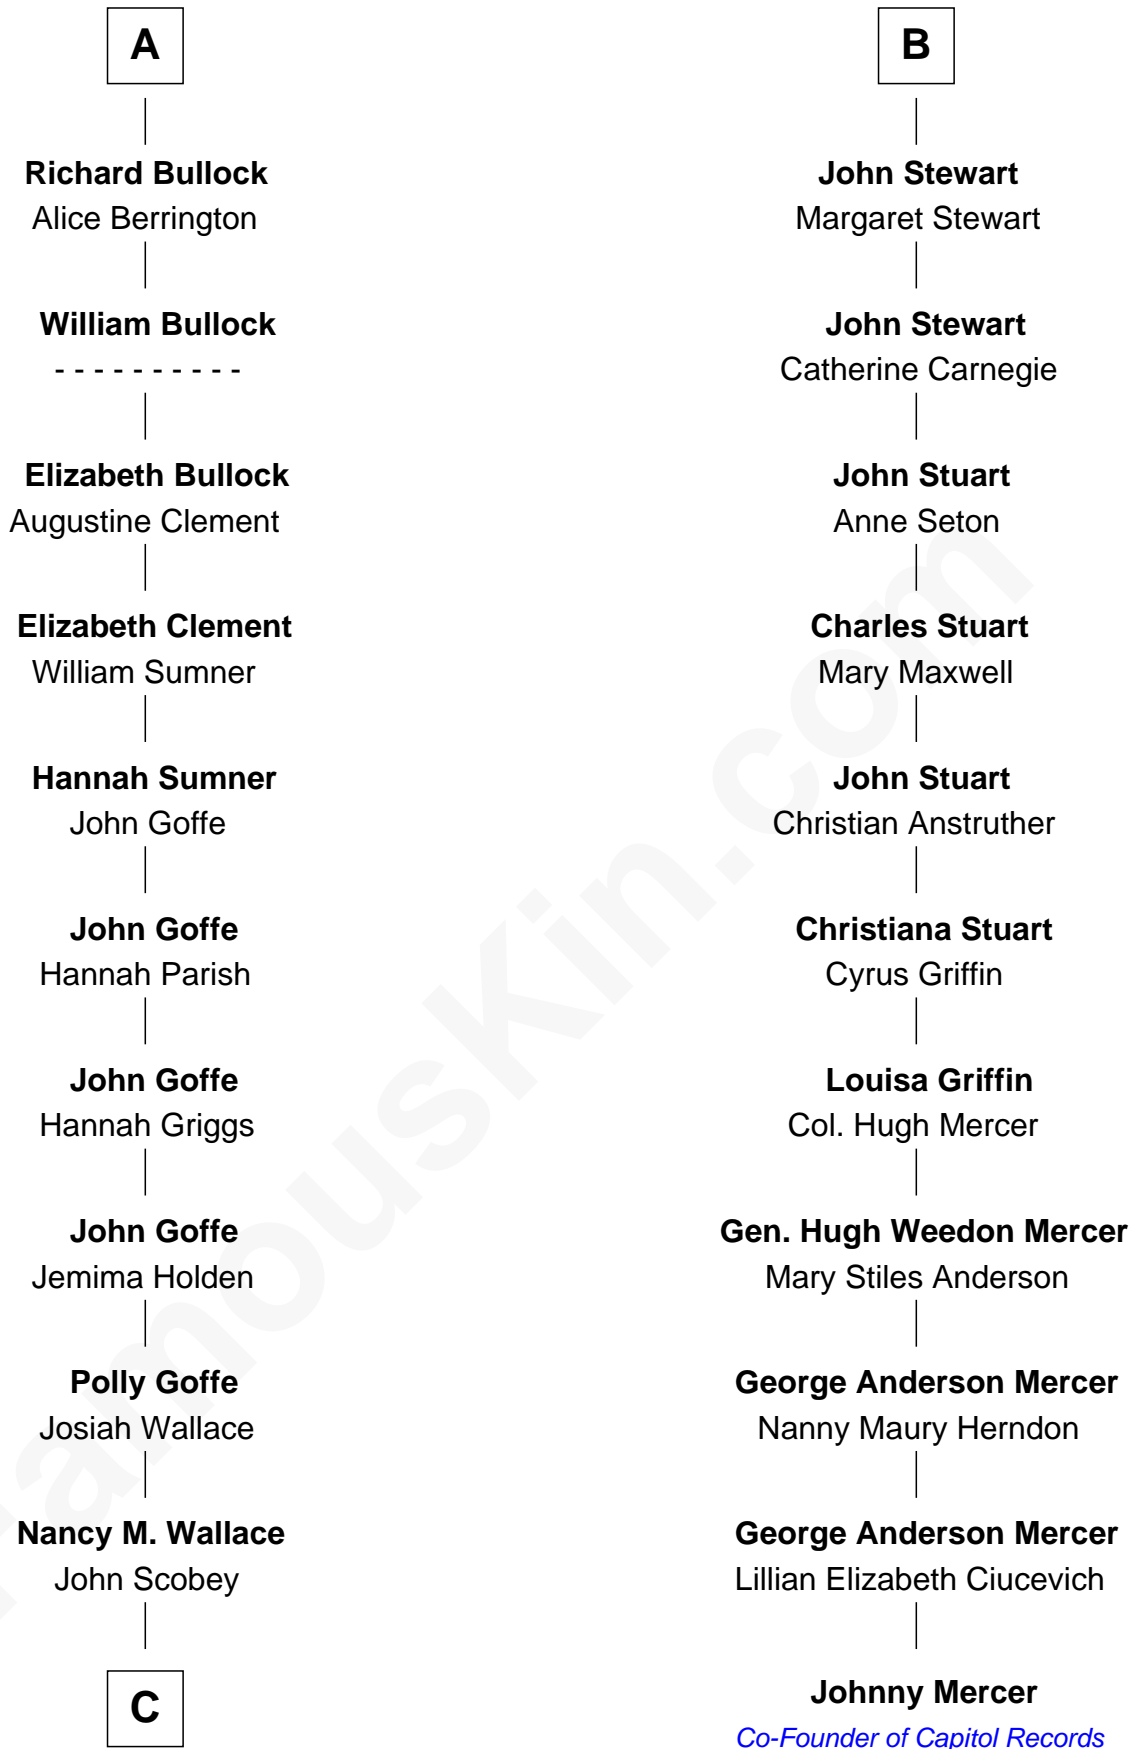 A
Richard Bullock
Alice Berrington
William Bullock
- - - - - - - - - -
Elizabeth Bullock
Augustine Clement
Elizabeth Clement
William Sumner
Hannah Sumner
John Goffe
John Goffe
Hannah Parish
John Goffe
Hannah Griggs
John Goffe
Jemima Holden
Polly Goffe
Josiah Wallace
Nancy M. Wallace
John Scobey
C
B
John Stewart
Margaret Stewart
John Stewart
Catherine Carnegie
John Stuart
Anne Seton
Charles Stuart
Mary Maxwell
John Stuart
Christian Anstruther
Christiana Stuart
Cyrus Griffin
Louisa Griffin
Col. Hugh Mercer
Gen. Hugh Weedon Mercer
Mary Stiles Anderson
George Anderson Mercer
Nanny Maury Herndon
George Anderson Mercer
Lillian Elizabeth Ciucevich
Johnny Mercer
Co-Founder of Capitol Records
FamousKin.com